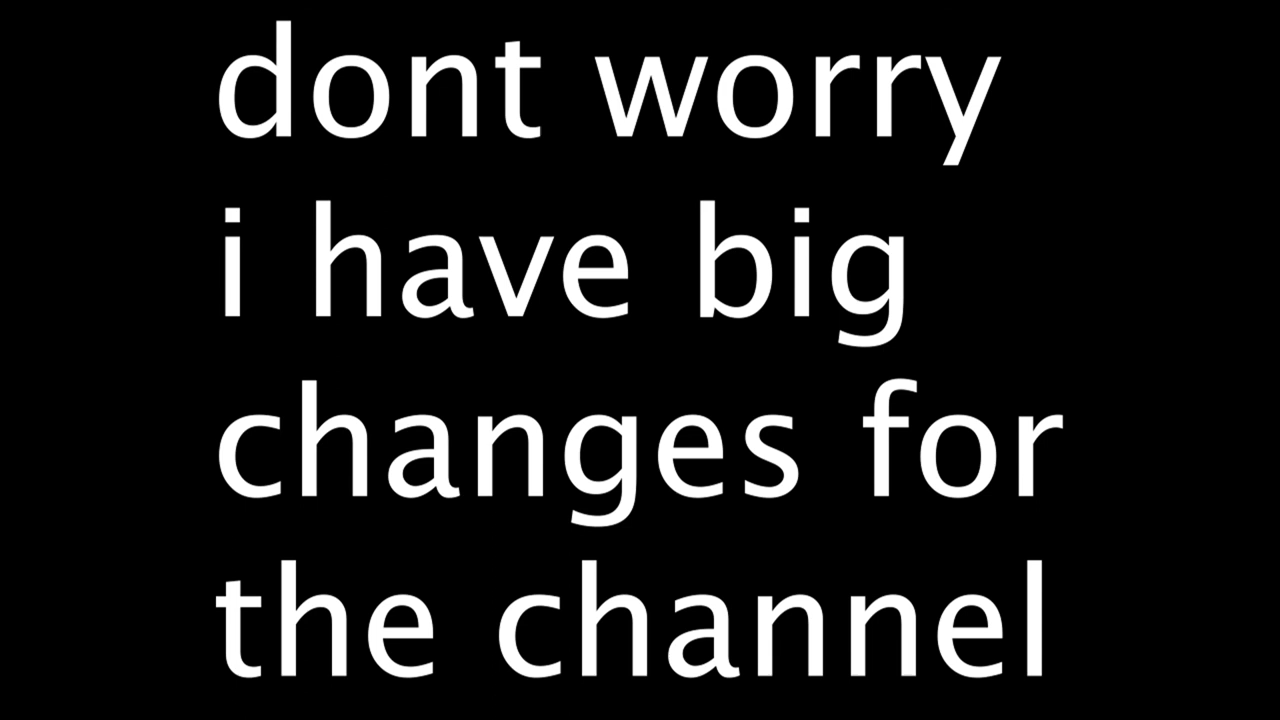 dont worry
i have big
changes for
the channel